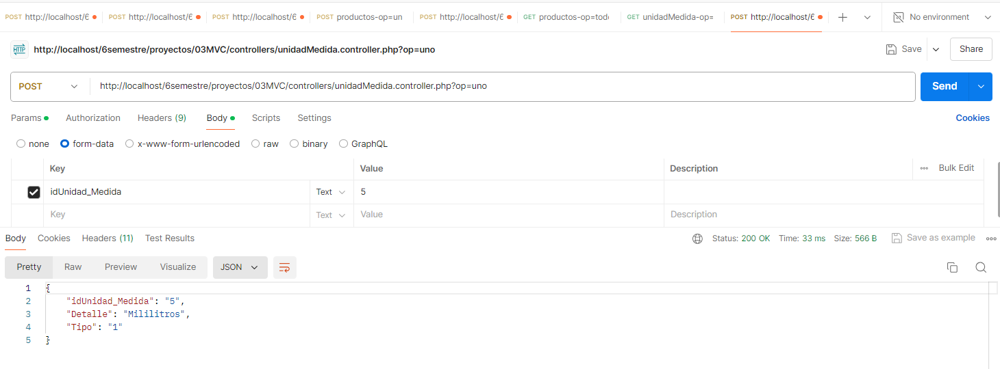 POST http://localhost/6 POST http://localhost/6 POST http://localhost/6 POST productos-op=un POST http://localhost/6 GET productos-op=tod GET unidadMedida-op= POST http://localhost/6 No environment
HTTP http://localhost/6semestre/proyectos/03MVC/controllers/unidadMedida.controller.php?op=uno Save Share
POST http://localhost/6semestre/proyectos/03MVC/controllers/unidadMedida.controller.php?op=uno Send
Params Authorization Headers (9) Body Scripts Settings Cookies
none form-data x-www-form-urlencoded raw binary GraphQL
Key Value Description Bulk Edit
idUnidad_Medida Text 5
Key Text Value Description
Body Cookies Headers (11) Test Results Status: 200 OK Time: 33 ms Size: 566 B Save as example
Pretty Raw Preview Visualize JSON
1 {
2 "idUnidad_Medida": "5",
3 "Detalle": "Mililitros",
4 "Tipo": "1"
5 }